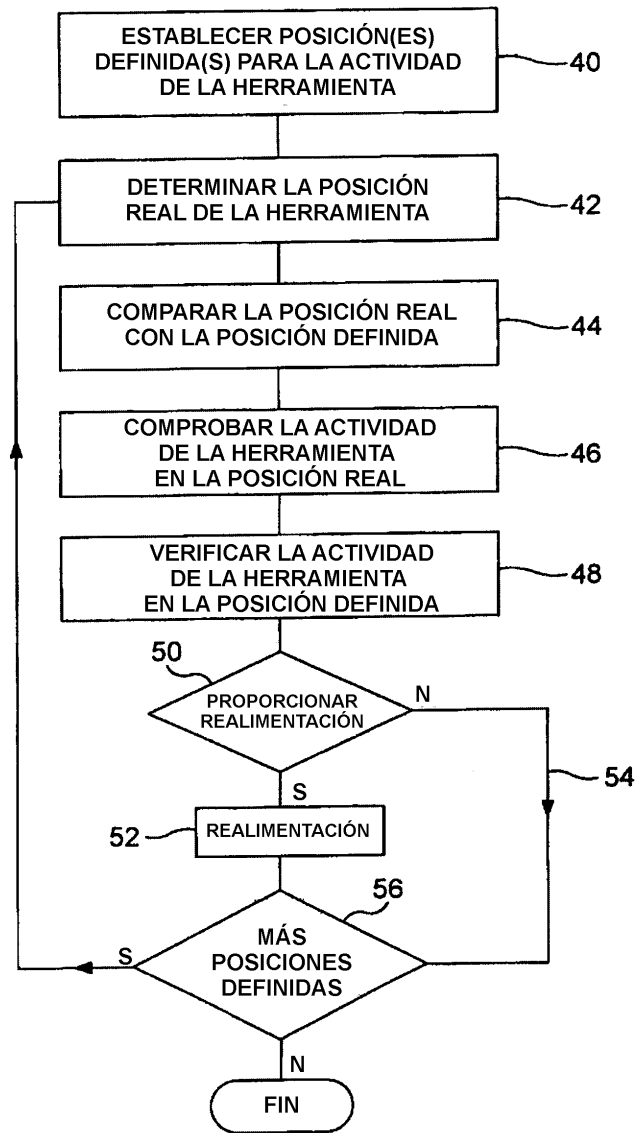 ESTABLECER POSICIÓN(ES)
DEFINIDA(S) PARA LA ACTIVIDAD
DE LA HERRAMIENTA
40
DETERMINAR LA POSICIÓN
REAL DE LA HERRAMIENTA
42
COMPARAR LA POSICIÓN REAL
CON LA POSICIÓN DEFINIDA
44
COMPROBAR LA ACTIVIDAD
DE LA HERRAMIENTA
EN LA POSICIÓN REAL
46
VERIFICAR LA ACTIVIDAD
DE LA HERRAMIENTA
EN LA POSICIÓN DEFINIDA
48
50
PROPORCIONAR
REALIMENTACIÓN
N
S
54
52
REALIMENTACIÓN
56
MÁS
POSICIONES
DEFINIDAS
S
N
FIN